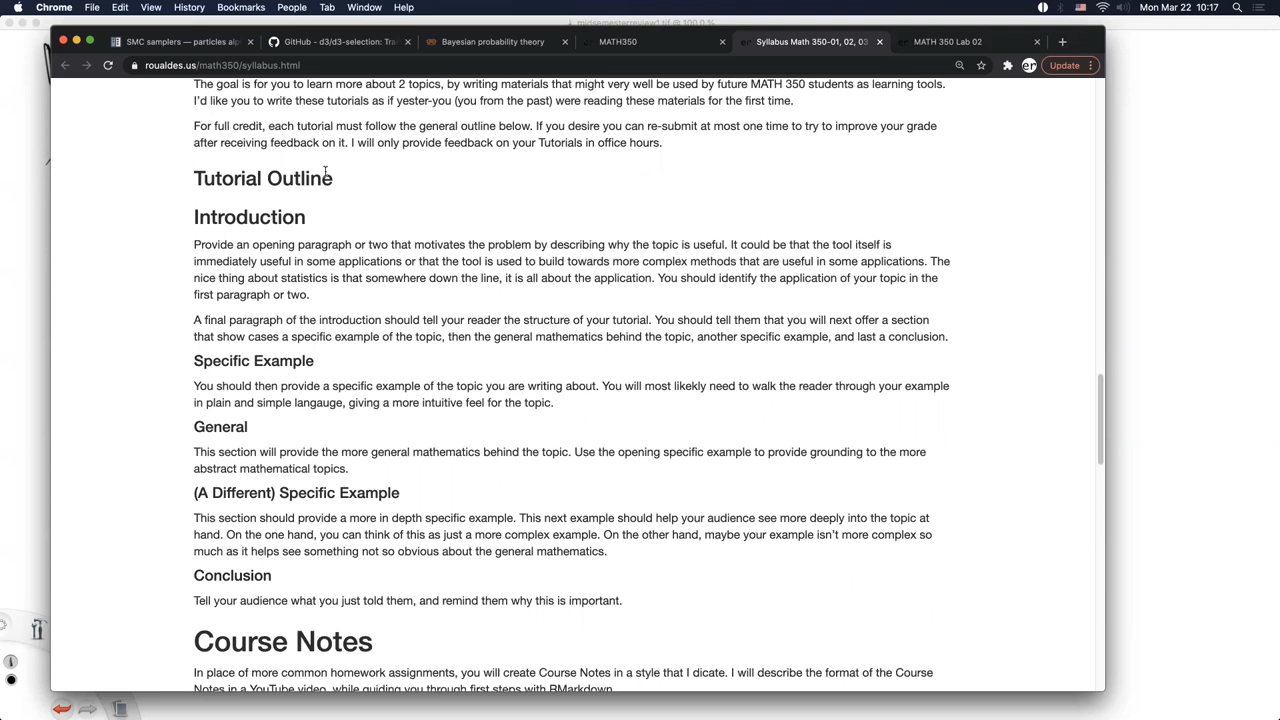 Chrome File Edit View History Bookmarks People Tab Window Help Mon Mar 22 10:17
midsemesterreview1.tif @ 100.0 %
SMC samplers — particles alp GitHub - d3/d3-selection: Tra Bayesian probability theory MATH350 Syllabus Math 350-01, 02, 03 MATH 350 Lab 02
roualdes.us/math350/syllabus.html er Update
The goal is for you to learn more about 2 topics, by writing materials that might very well be used by future MATH 350 students as learning tools.
I'd like you to write these tutorials as if yester-you (you from the past) were reading these materials for the first time.
For full credit, each tutorial must follow the general outline below. If you desire you can re-submit at most one time to try to improve your grade
after receiving feedback on it. I will only provide feedback on your Tutorials in office hours.
Tutorial Outline
Introduction
Provide an opening paragraph or two that motivates the problem by describing why the topic is useful. It could be that the tool itself is
immediately useful in some applications or that the tool is used to build towards more complex methods that are useful in some applications. The
nice thing about statistics is that somewhere down the line, it is all about the application. You should identify the application of your topic in the
first paragraph or two.
A final paragraph of the introduction should tell your reader the structure of your tutorial. You should tell them that you will next offer a section
that show cases a specific example of the topic, then the general mathematics behind the topic, another specific example, and last a conclusion.
Specific Example
You should then provide a specific example of the topic you are writing about. You will most likekly need to walk the reader through your example
in plain and simple langauge, giving a more intuitive feel for the topic.
General
This section will provide the more general mathematics behind the topic. Use the opening specific example to provide grounding to the more
abstract mathematical topics.
(A Different) Specific Example
This section should provide a more in depth specific example. This next example should help your audience see more deeply into the topic at
hand. On the one hand, you can think of this as just a more complex example. On the other hand, maybe your example isn't more complex so
much as it helps see something not so obvious about the general mathematics.
Conclusion
Tell your audience what you just told them, and remind them why this is important.
Course Notes
In place of more common homework assignments, you will create Course Notes in a style that I dicate. I will describe the format of the Course
Notes in a YouTube video, while guiding you through first steps with RMarkdown